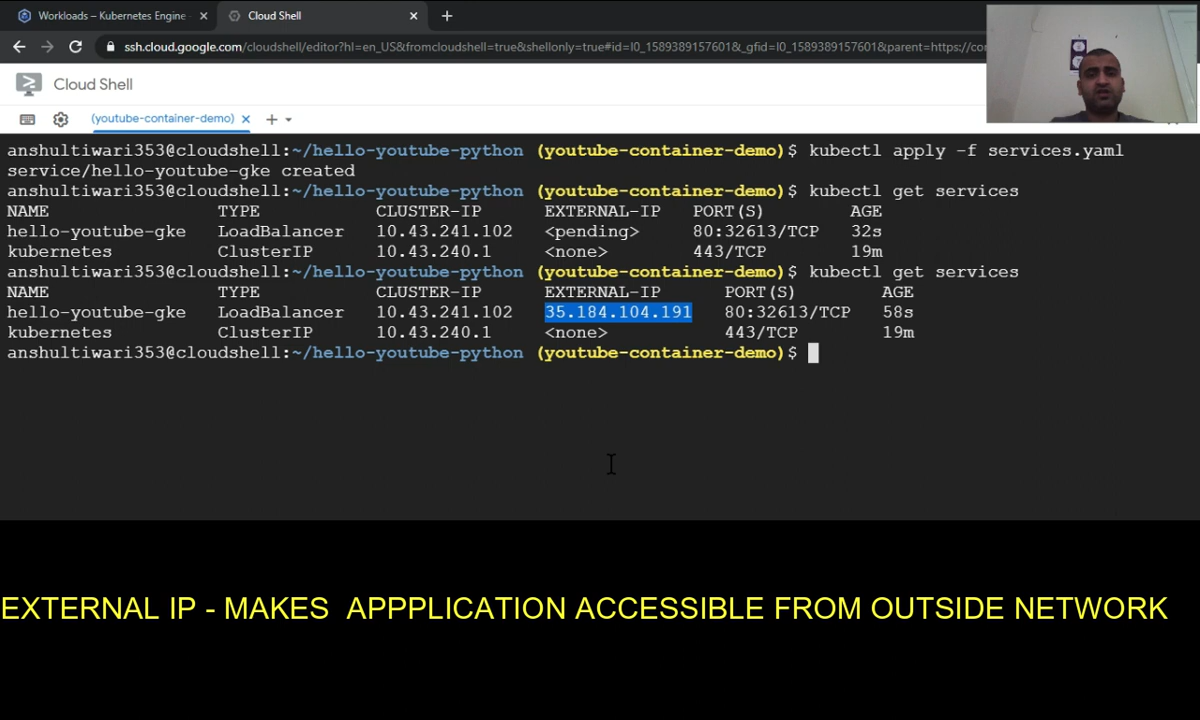 Workloads – Kubernetes Engine
Cloud Shell
ssh.cloud.google.com/cloudshell/editor?hl=en_US&fromcloudshell=true&shellonly=true#id=I0_1589389157601&_gfid=I0_1589389157601&parent=https://co
Cloud Shell
(youtube-container-demo)
anshultiwari353@cloudshell:~/hello-youtube-python (youtube-container-demo)$ kubectl apply -f services.yaml
service/hello-youtube-gke created
anshultiwari353@cloudshell:~/hello-youtube-python (youtube-container-demo)$ kubectl get services
NAME TYPE CLUSTER-IP EXTERNAL-IP PORT(S) AGE
hello-youtube-gke LoadBalancer 10.43.241.102 <pending> 80:32613/TCP 32s
kubernetes ClusterIP 10.43.240.1 <none> 443/TCP 19m
anshultiwari353@cloudshell:~/hello-youtube-python (youtube-container-demo)$ kubectl get services
NAME TYPE CLUSTER-IP EXTERNAL-IP PORT(S) AGE
hello-youtube-gke LoadBalancer 10.43.241.102 35.184.104.191 80:32613/TCP 58s
kubernetes ClusterIP 10.43.240.1 <none> 443/TCP 19m
anshultiwari353@cloudshell:~/hello-youtube-python (youtube-container-demo)$
EXTERNAL IP - MAKES APPPLICATION ACCESSIBLE FROM OUTSIDE NETWORK